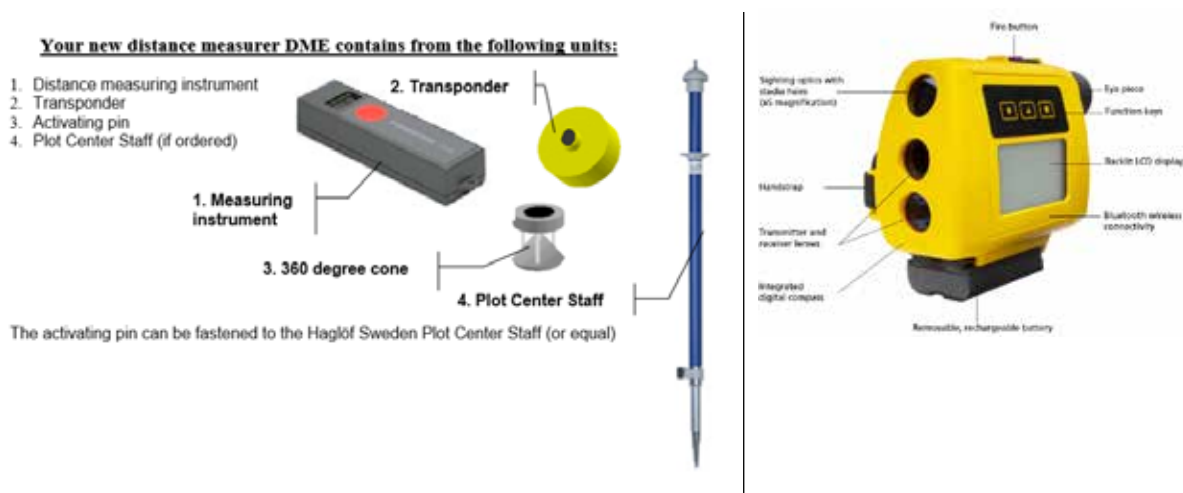 Your new distance measurer DME contains from the following units:
1. Distance measuring instrument
2. Transponder
3. Activating pin
4. Plot Center Staff (if ordered)
2. Transponder
1. Measuring
instrument
3. 360 degree cone
4. Plot Center Staff
The activating pin can be fastened to the Haglöf Sweden Plot Center Staff (or equal)
Fire button
Sighting optics with
stadia hairs
(x5 magnification)
Eye piece
Function keys
Backlit LCD display
Handstrap
Bluetooth wireless
connectivity
Transmitter and
receiver lenses
Integrated
digital compass
Removable, rechargeable battery